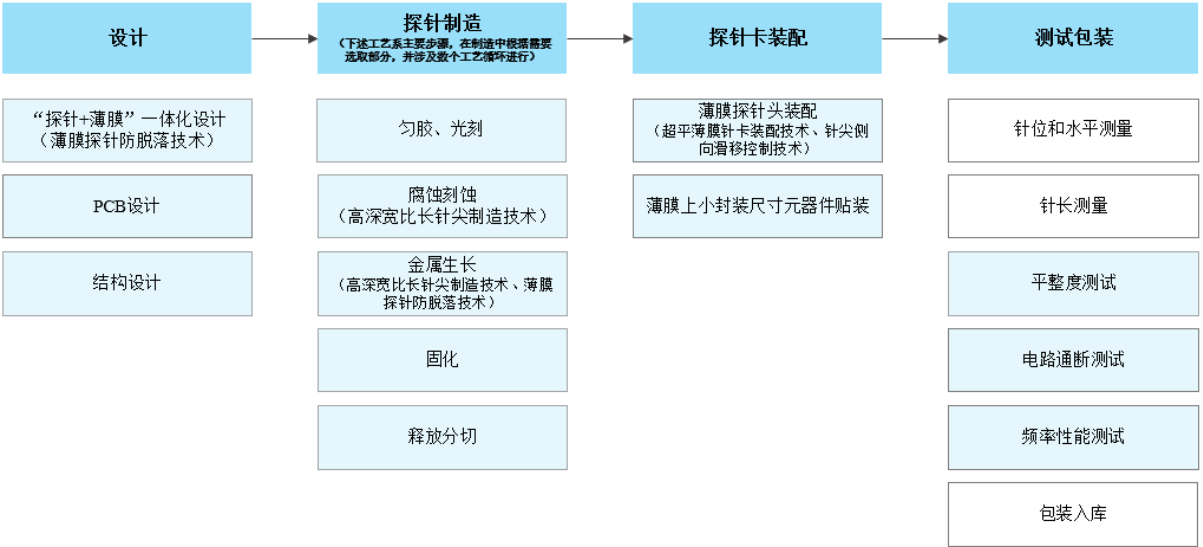 设计
“探针+薄膜”一体化设计
（薄膜探针防脱落技术）
PCB设计
结构设计
探针制造
（下述工艺系主要步骤，在制造中根据需要
选取部分，并涉及数个工艺循环进行）
匀胶、光刻
腐蚀刻蚀
（高深宽比长针尖制造技术）
金属生长
（高深宽比长针尖制造技术、薄膜
探针防脱落技术）
固化
释放分切
探针卡装配
薄膜探针头装配
（超平薄膜针卡装配技术、针尖侧
向滑移控制技术）
薄膜上小封装尺寸元器件贴装
测试包装
针位和水平测量
针长测量
平整度测试
电路通断测试
频率性能测试
包装入库